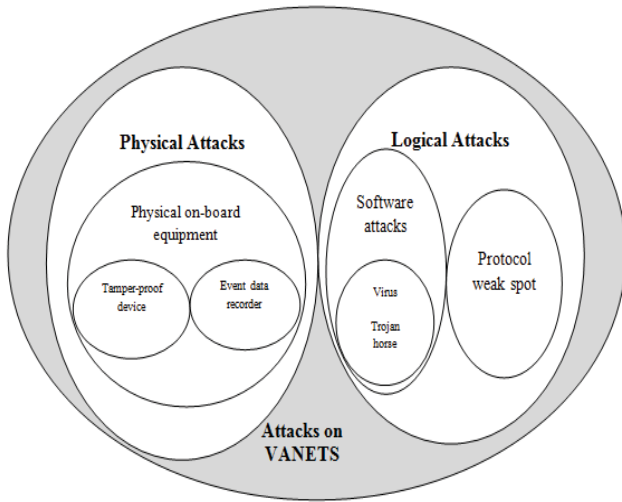 Physical Attacks
Physical on-board
equipment
Tamper-proof
device
Event data
recorder
Logical Attacks
Software
attacks
Virus
Trojan
horse
Protocol
weak spot
Attacks on
VANETS